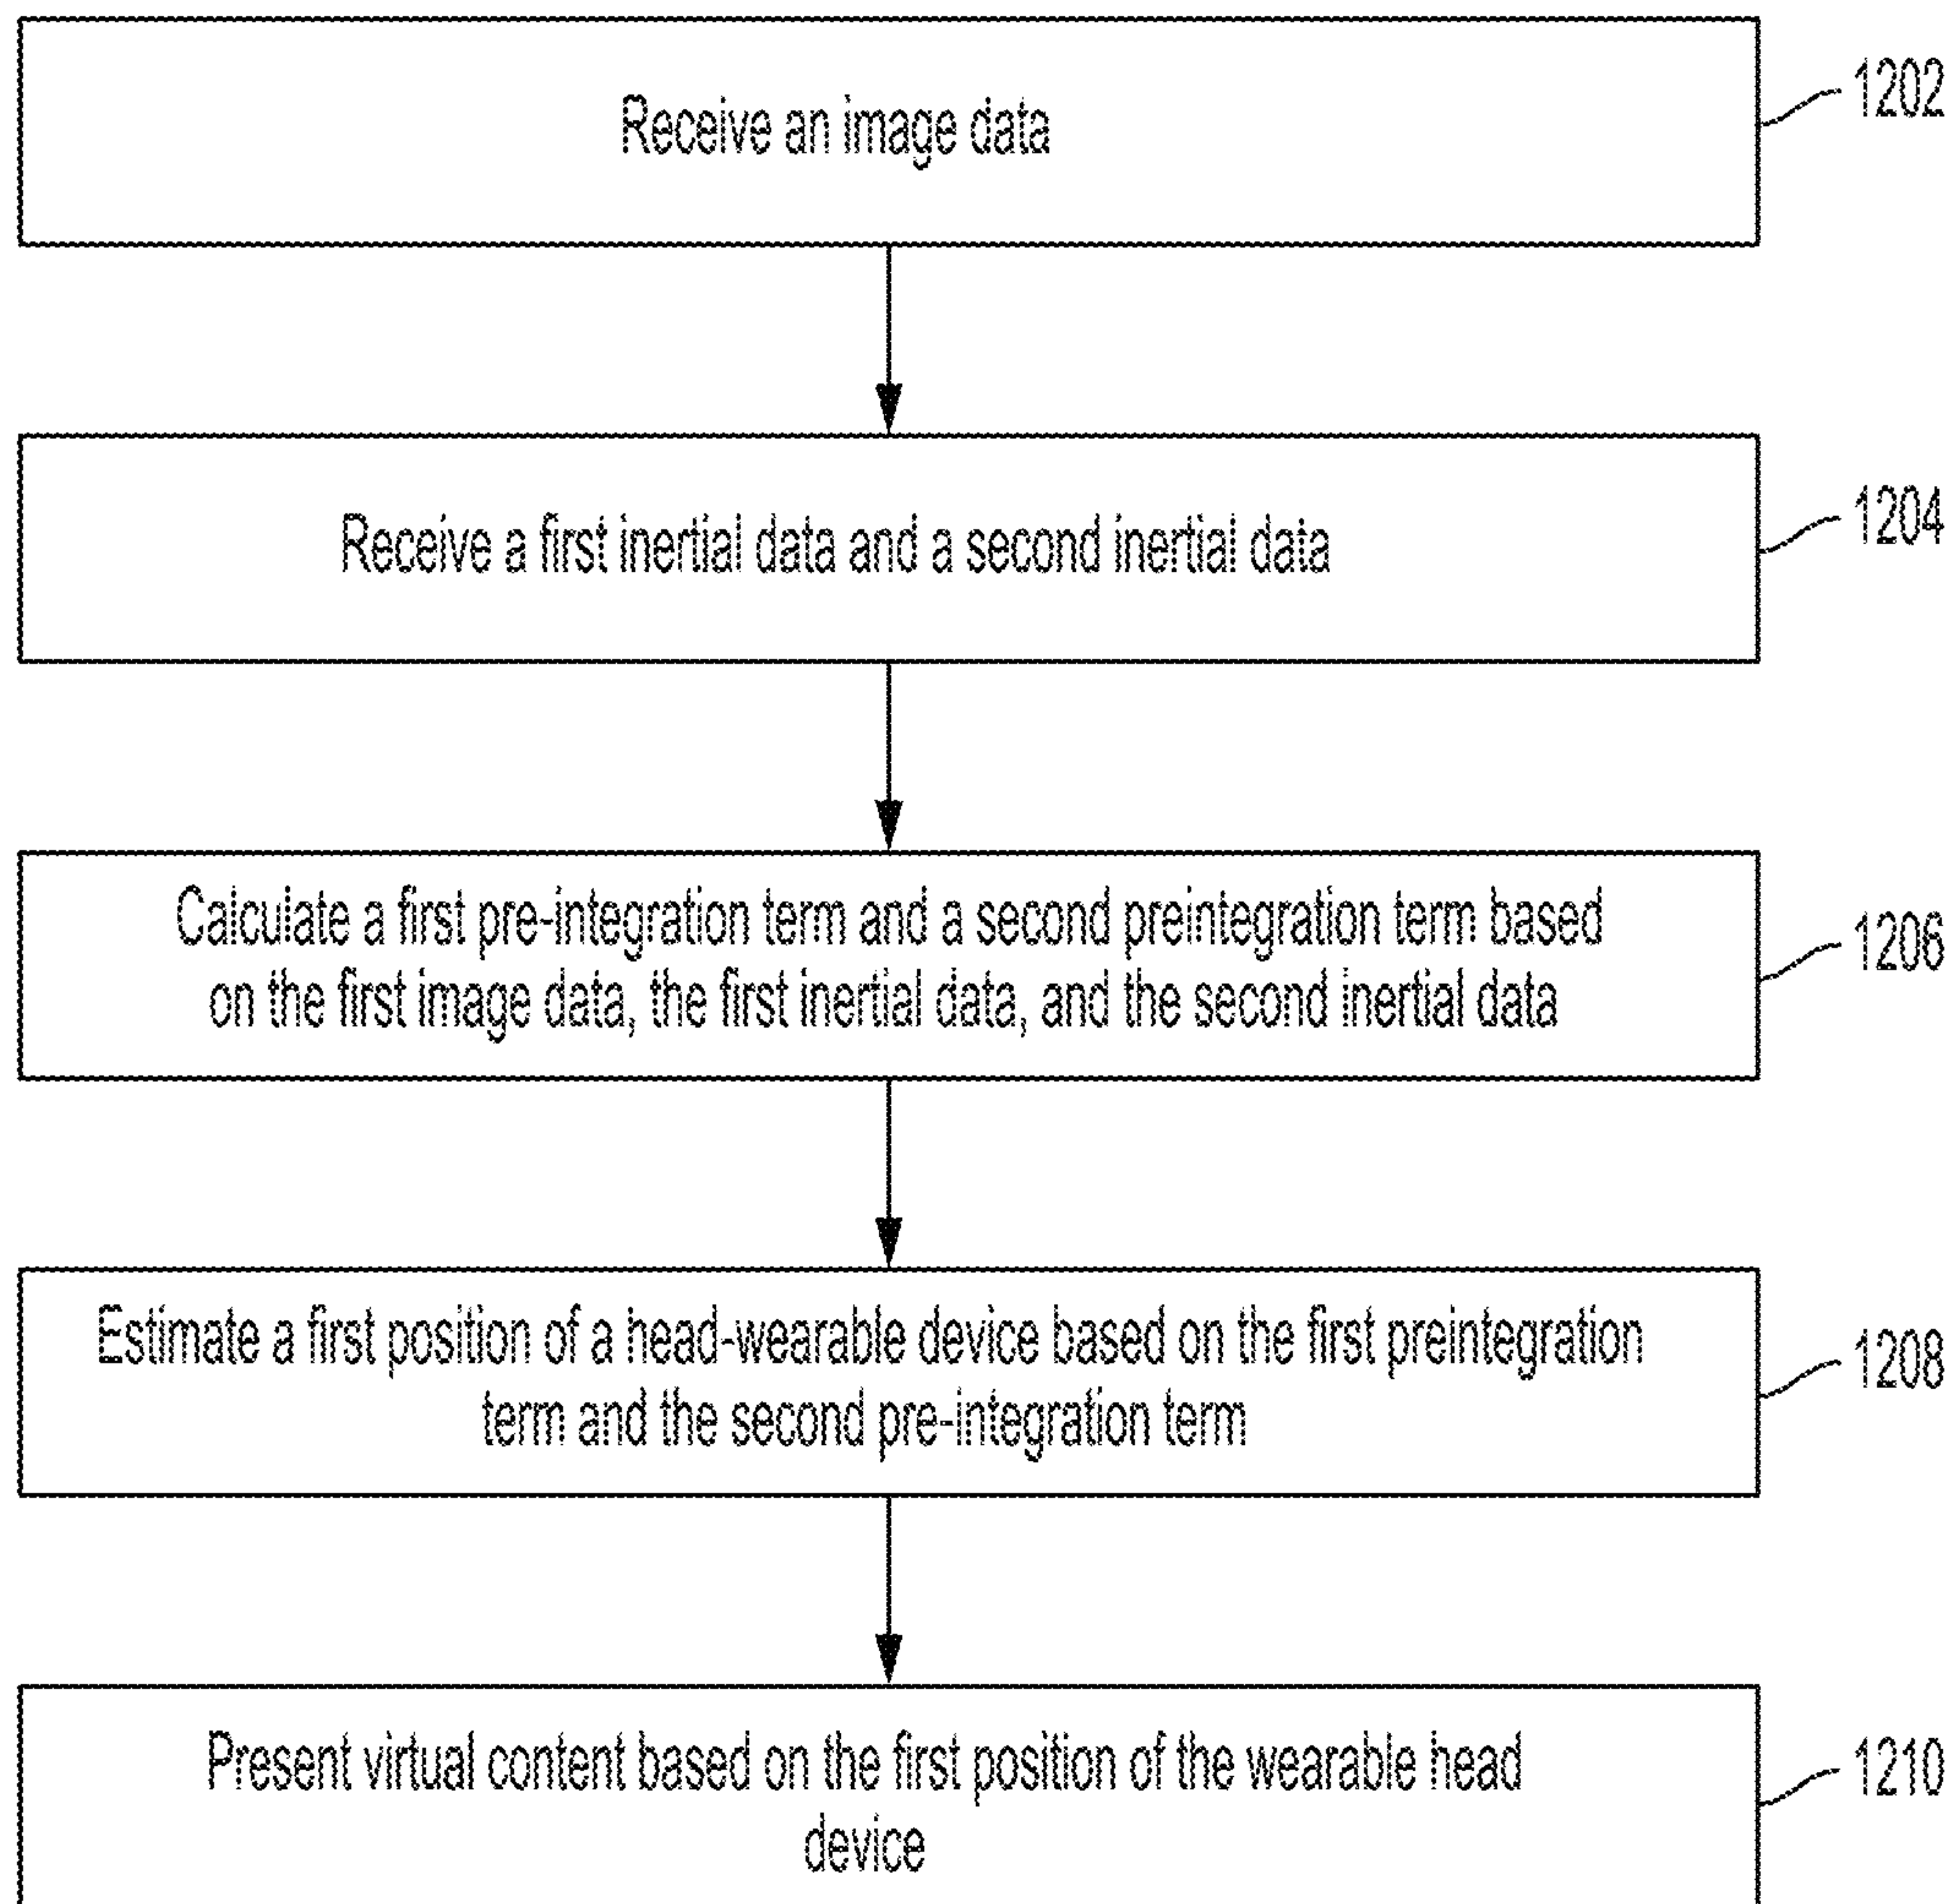 Receive an image data
1202
Receive a first inertial data and a second inertial data
1204
Calculate a first pre-integration term and a second preintegration term based
on the first image data, the first inertial data, and the second inertial data
1206
Estimate a first position of a head-wearable device based on the first preintegration
term and the second pre-integration term
1208
Present virtual content based on the first position of the wearable head
device
1210